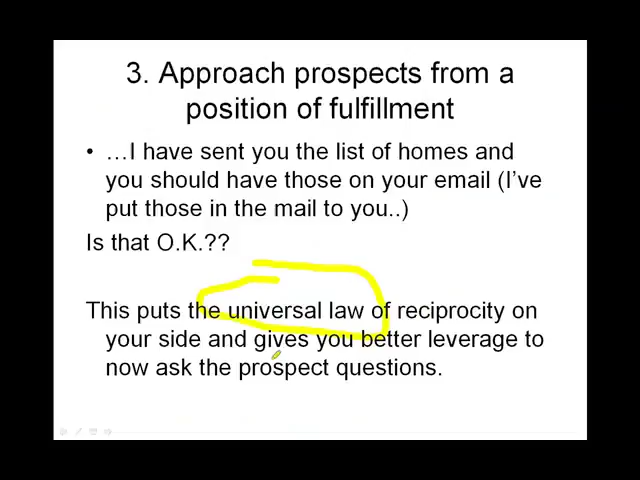 3. Approach prospects from a
position of fulfillment
• …I have sent you the list of homes and
you should have those on your email (I've
put those in the mail to you..)
Is that O.K.??
This puts the universal law of reciprocity on
your side and gives you better leverage to
now ask the prospect questions.